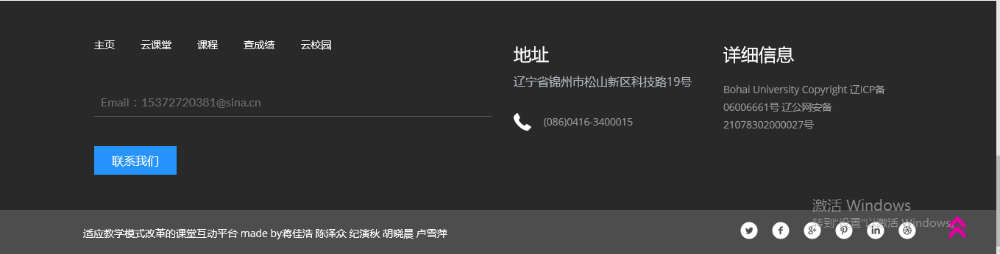 主页 云课堂 课程 查成绩 云校园
Email：15372720381@sina.cn
联系我们
地址
辽宁省锦州市松山新区科技路19号
(086)0416-3400015
详细信息
Bohai University Copyright 辽ICP备
06006661号 辽公网安备
21078302000027号
激活 Windows
转到"设置"以激活 Windows。
适应教学模式改革的课堂互动平台 made by蒋佳浩 陈泽众 纪演秋 胡晓晨 卢雪萍